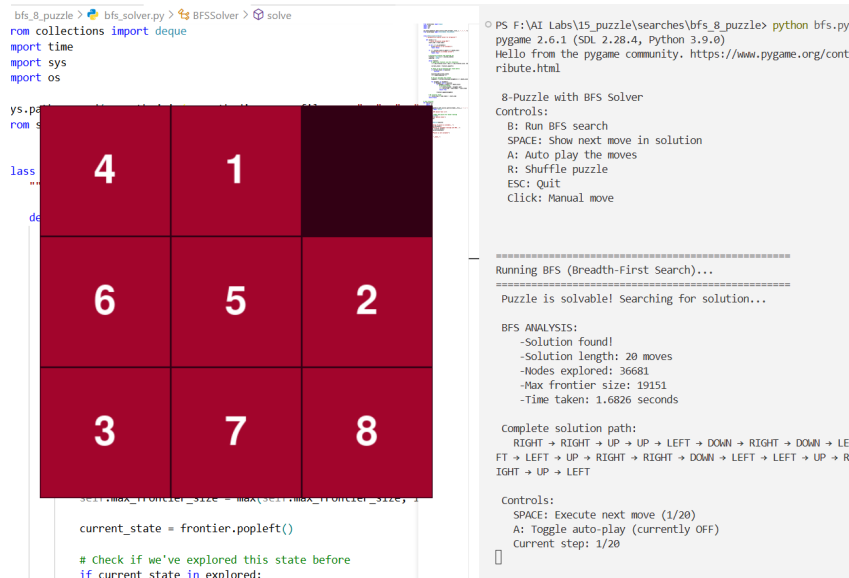 bfs_8_puzzle > bfs_solver.py > BFSSolver > solve
rom collections import deque
mport time
mport sys
mport os
ys.pa
rom s
lass
""
de
4 1
6 5 2
3 7 8
current_state = frontier.popleft()
# Check if we've explored this state before
if current_state in explored:
PS F:\AI Labs\15_puzzle\searches\bfs_8_puzzle> python bfs.py
pygame 2.6.1 (SDL 2.28.4, Python 3.9.0)
Hello from the pygame community. https://www.pygame.org/cont
ribute.html
8-Puzzle with BFS Solver
Controls:
B: Run BFS search
SPACE: Show next move in solution
A: Auto play the moves
R: Shuffle puzzle
ESC: Quit
Click: Manual move
==================================================
Running BFS (Breadth-First Search)...
==================================================
Puzzle is solvable! Searching for solution...
BFS ANALYSIS:
-Solution found!
-Solution length: 20 moves
-Nodes explored: 36681
-Max frontier size: 19151
-Time taken: 1.6826 seconds
Complete solution path:
RIGHT → RIGHT → UP → UP → LEFT → DOWN → RIGHT → DOWN → LE
FT → LEFT → UP → RIGHT → RIGHT → DOWN → LEFT → LEFT → UP → R
IGHT → UP → LEFT
Controls:
SPACE: Execute next move (1/20)
A: Toggle auto-play (currently OFF)
Current step: 1/20